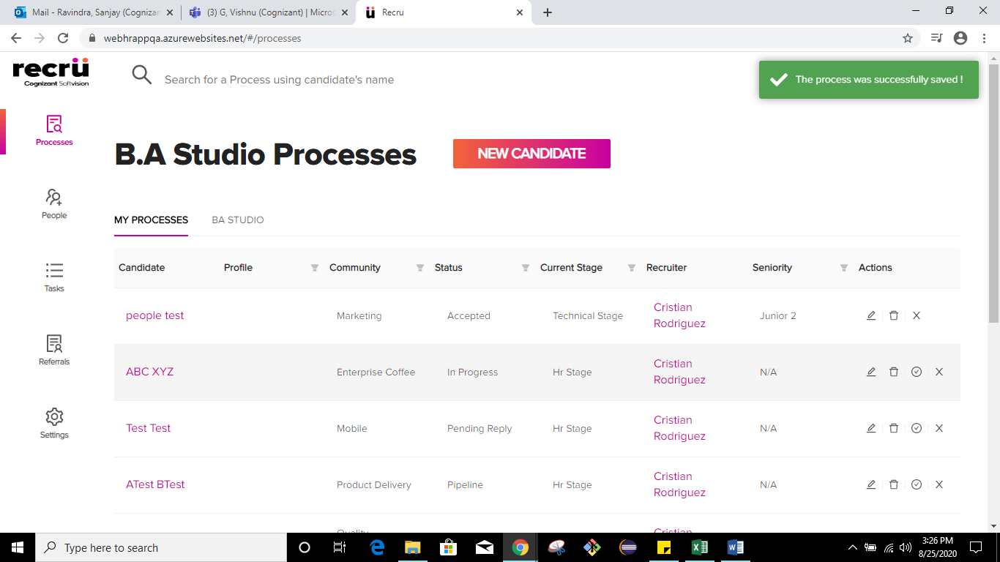 Mail - Ravindra, Sanjay (Cognizan
(3) G, Vishnu (Cognizant) | Micros
Recru
webhrappqa.azurewebsites.net/#/processes
recrü
Cognizant Softvision
Search for a Process using candidate's name
The process was successfully saved !
Processes
People
Tasks
Referrals
Settings
B.A Studio Processes
NEW CANDIDATE
MY PROCESSES BA STUDIO
Candidate Profile Community Status Current Stage Recruiter Seniority Actions
people test Marketing Accepted Technical Stage Cristian Rodriguez Junior 2
ABC XYZ Enterprise Coffee In Progress Hr Stage Cristian Rodriguez N/A
Test Test Mobile Pending Reply Hr Stage Cristian Rodriguez N/A
ATest BTest Product Delivery Pipeline Hr Stage Cristian Rodriguez N/A
Quality Cristian
Type here to search
3:26 PM
8/25/2020